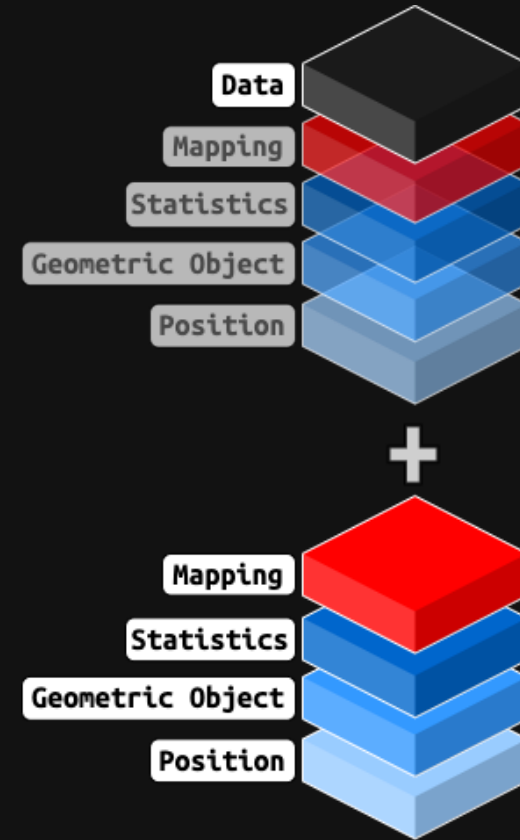 Data
Mapping
Statistics
Geometric Object
Position
+
Mapping
Statistics
Geometric Object
Position